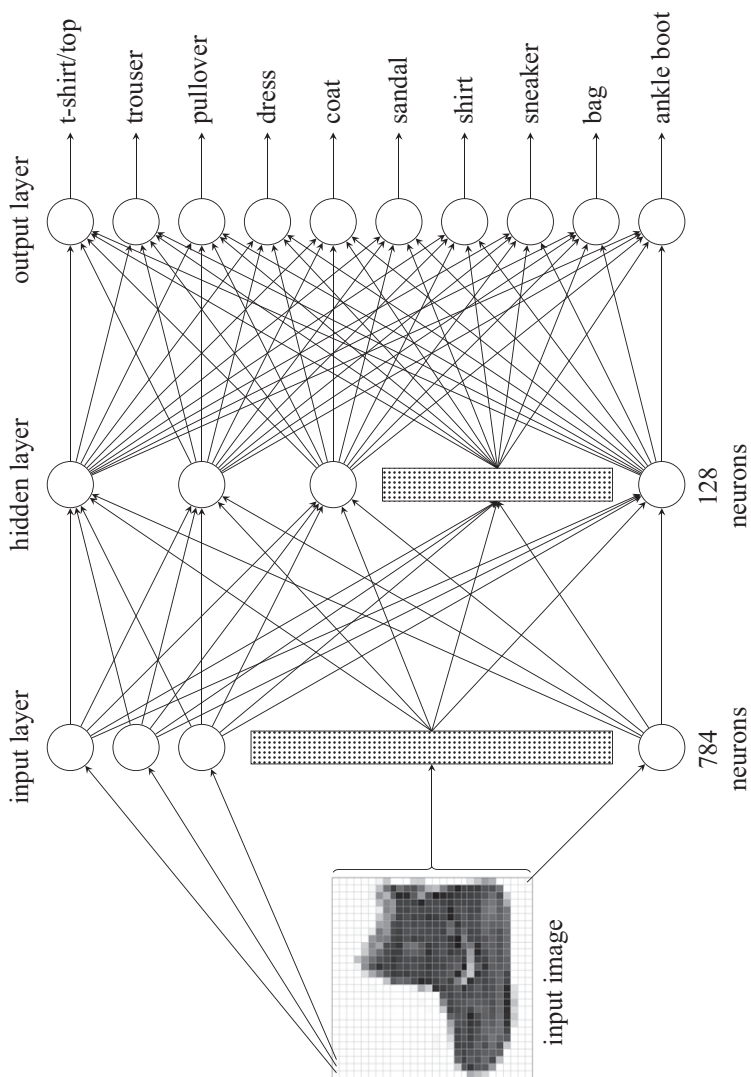 input image
input layer
784
neurons
hidden layer
128
neurons
output layer
t-shirt/top
trouser
pullover
dress
coat
sandal
shirt
sneaker
bag
ankle boot